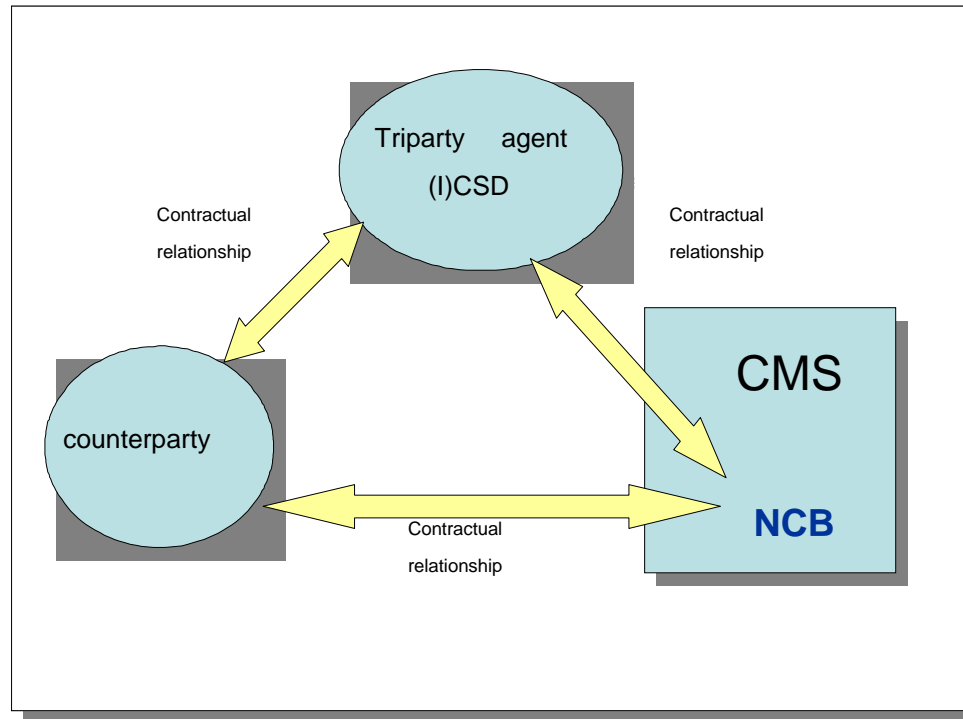 Triparty agent
(I)CSD
Contractual
relationship
Contractual
relationship
CMS
counterparty
NCB
Contractual
relationship